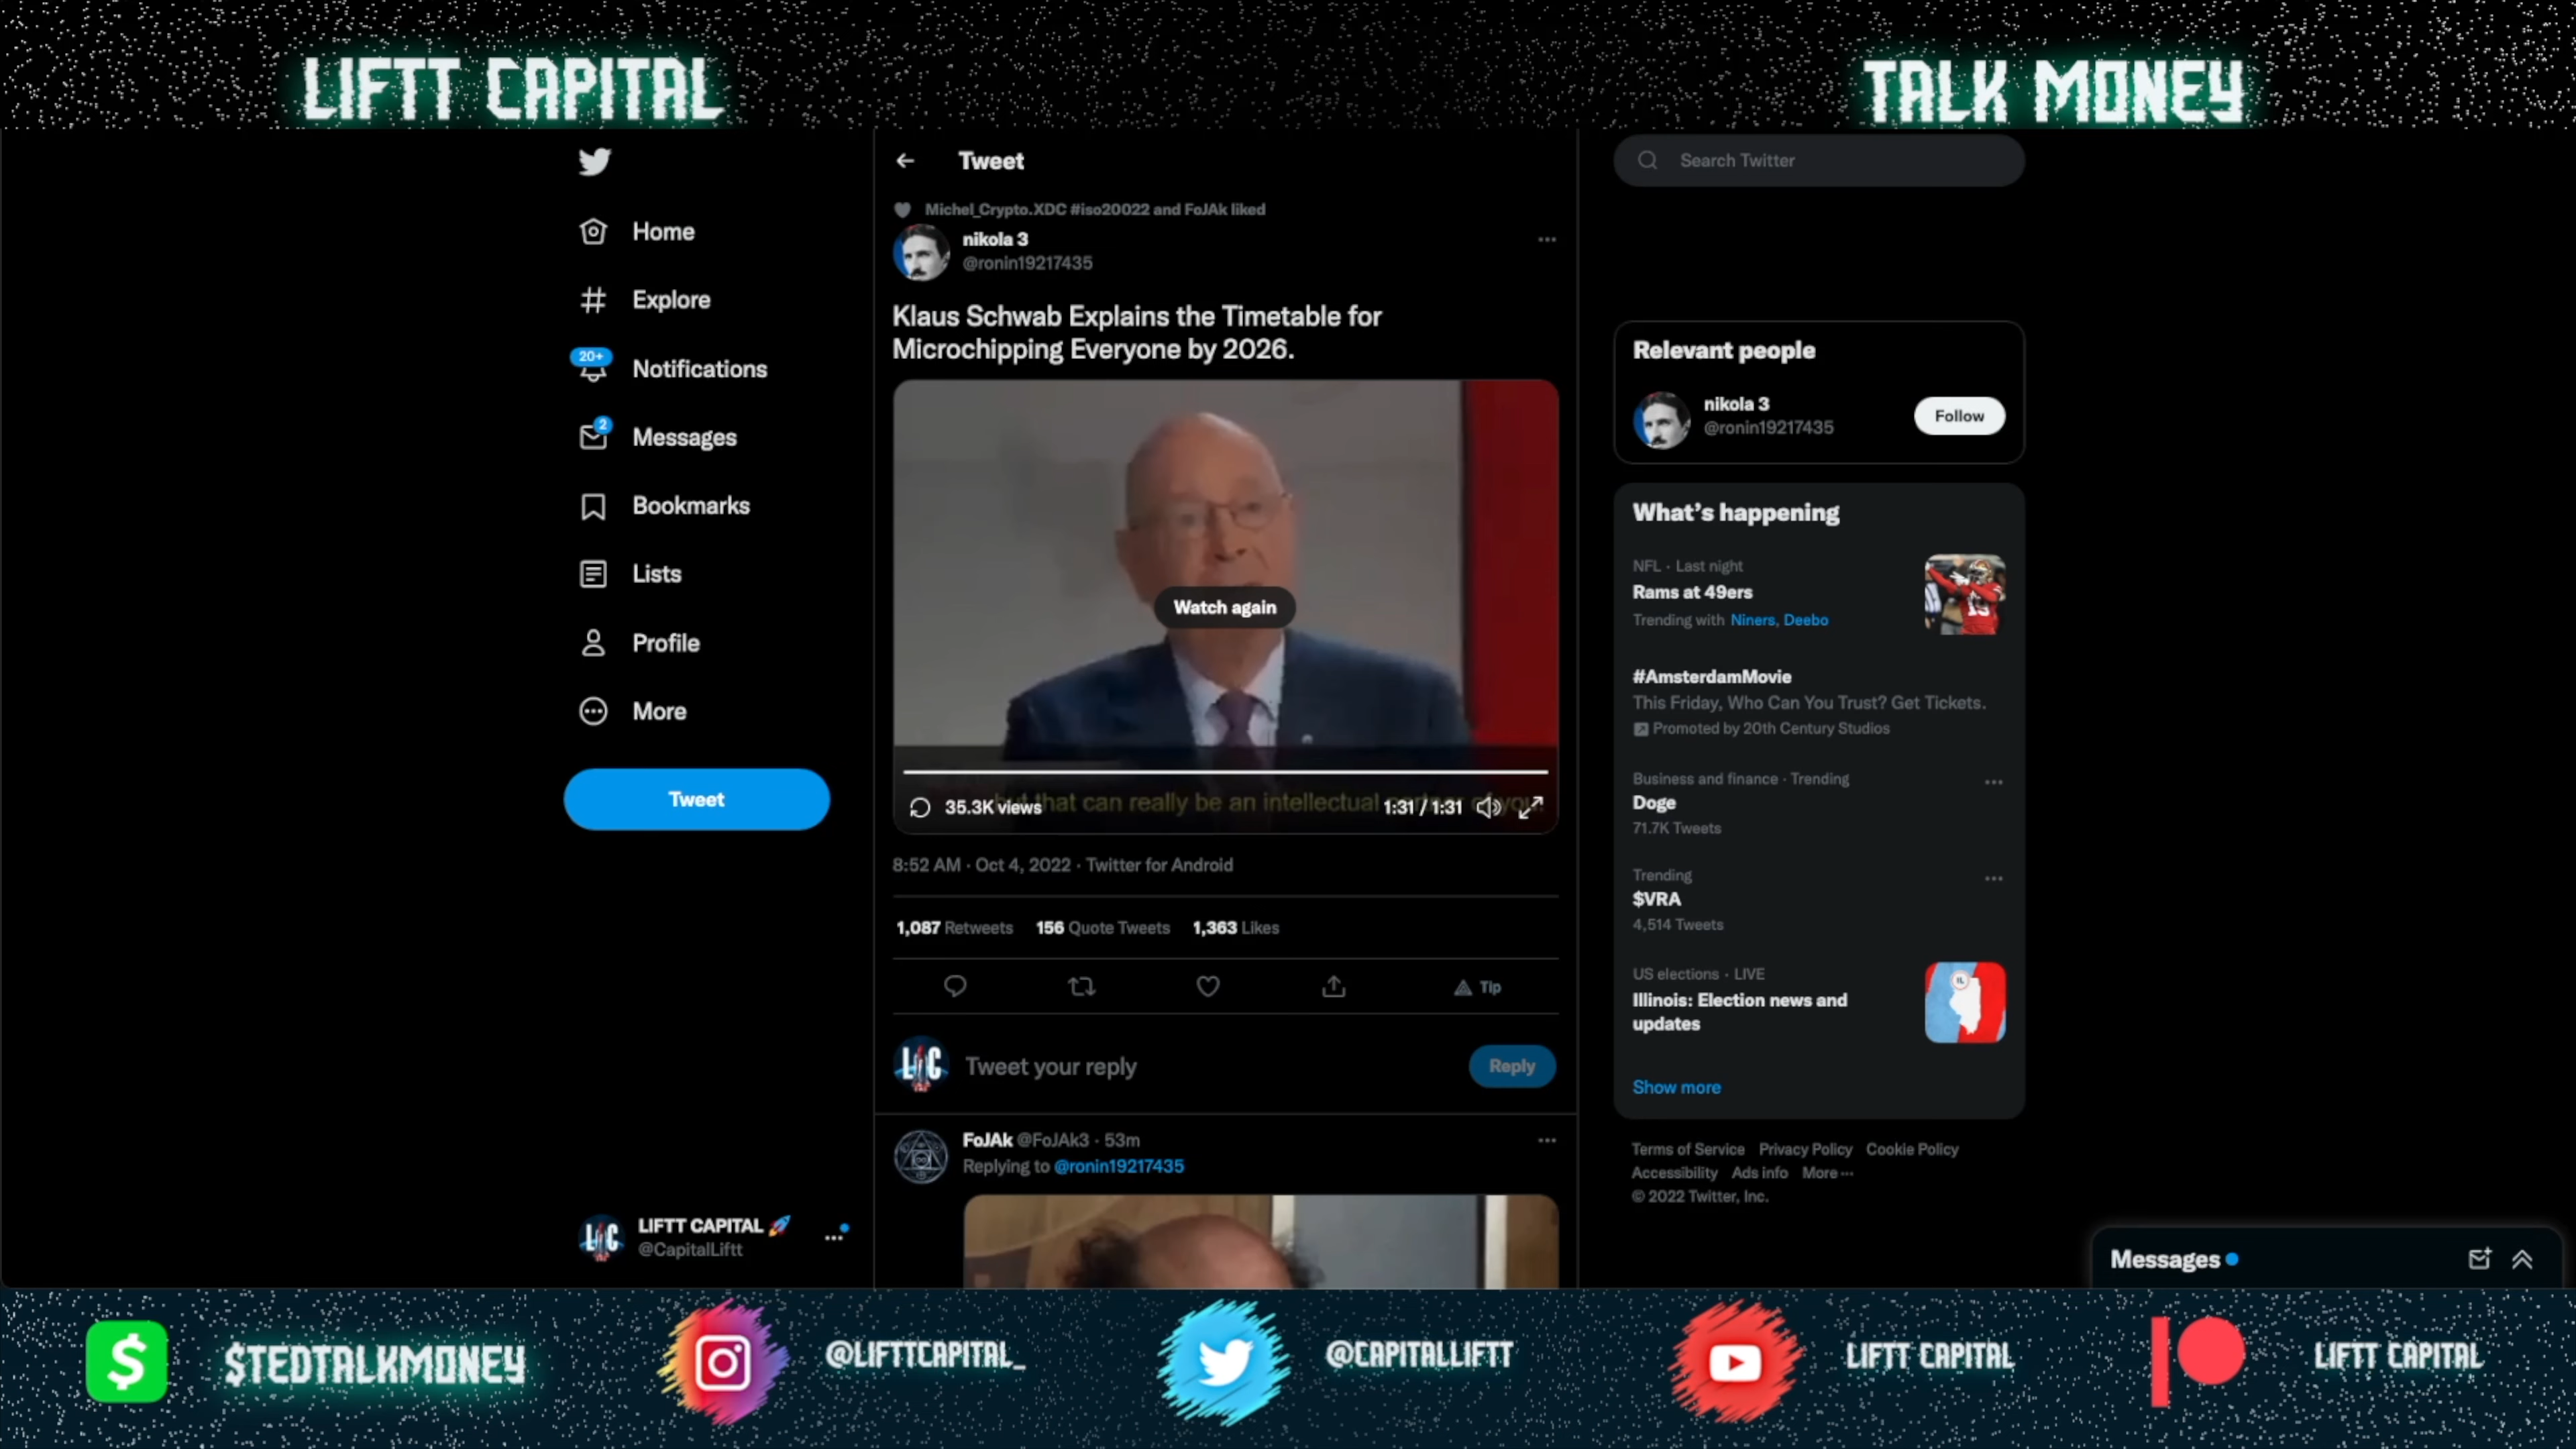 LIFTT CAPITAL
TALK MONEY
Home
Explore
20+
Notifications
2
Messages
Bookmarks
Lists
Profile
More
Tweet
LIFTT CAPITAL 🚀
@CapitalLiftt
Tweet
Michel_Crypto.XDC #iso20022 and FoJAk liked
nikola 3
@ronin19217435
Klaus Schwab Explains the Timetable for
Microchipping Everyone by 2026.
Watch again
that can really be an intellectual
35.3K views
1:31 / 1:31
8:52 AM · Oct 4, 2022 · Twitter for Android
1,087 Retweets 156 Quote Tweets 1,363 Likes
Tip
LC
Tweet your reply
Reply
FoJAk @FoJAk3 · 53m
Replying to @ronin19217435
Search Twitter
Relevant people
nikola 3
@ronin19217435
Follow
What's happening
NFL · Last night
Rams at 49ers
Trending with Niners, Deebo
#AmsterdamMovie
This Friday, Who Can You Trust? Get Tickets.
Promoted by 20th Century Studios
Business and finance · Trending
Doge
71.7K Tweets
Trending
$VRA
4,514 Tweets
US elections · LIVE
Illinois: Election news and
updates
IL
Show more
Terms of Service Privacy Policy Cookie Policy
Accessibility Ads info More ···
© 2022 Twitter, Inc.
Messages
$TEDTALKMONEY
@LIFTTCAPITAL_
@CAPITALLIFTT
LIFTT CAPITAL
LIFTT CAPITAL